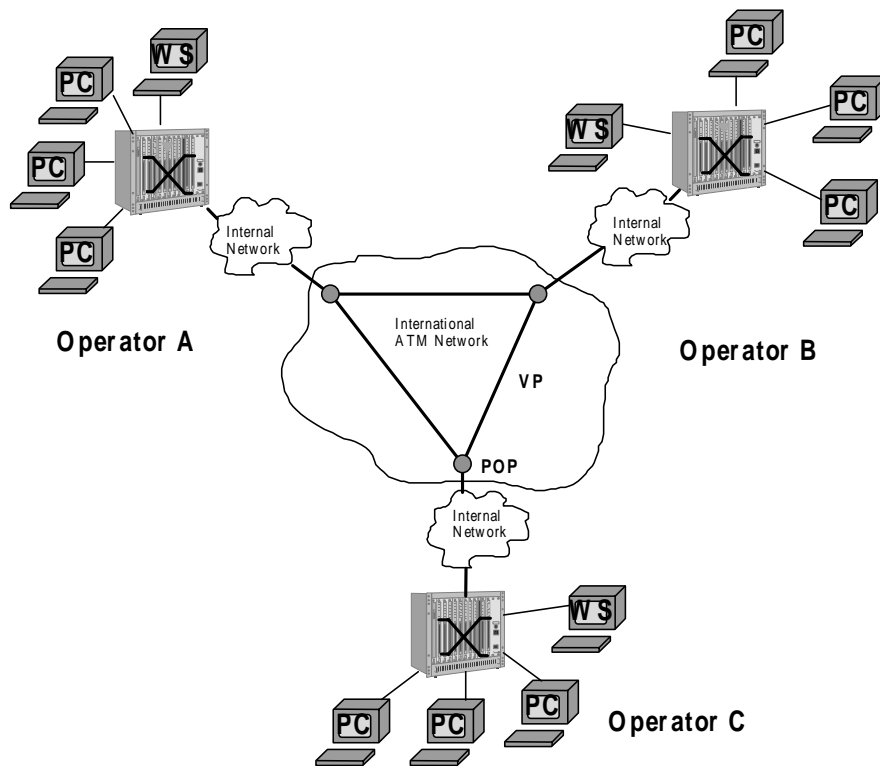 WS
PC
PC
PC
Operator A
Internal
Network
PC
PC
WS
PC
Operator B
Internal
Network
International
ATM Network
VP
POP
Internal
Network
WS
PC
PC
PC
Operator C